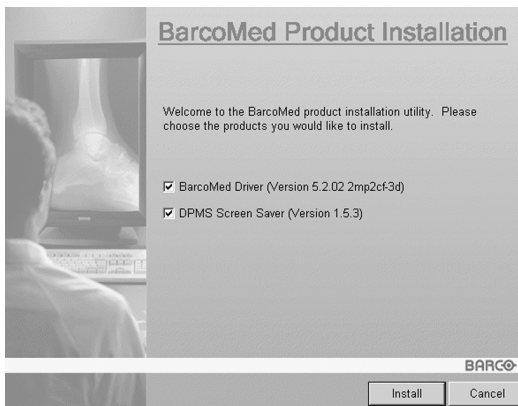 BarcoMed Product Installation
Welcome to the BarcoMed product installation utility. Please
choose the products you would like to install.
BarcoMed Driver (Version 5.2.02 2mp2cf-3d)
DPMS Screen Saver (Version 1.5.3)
BARCO
Install
Cancel